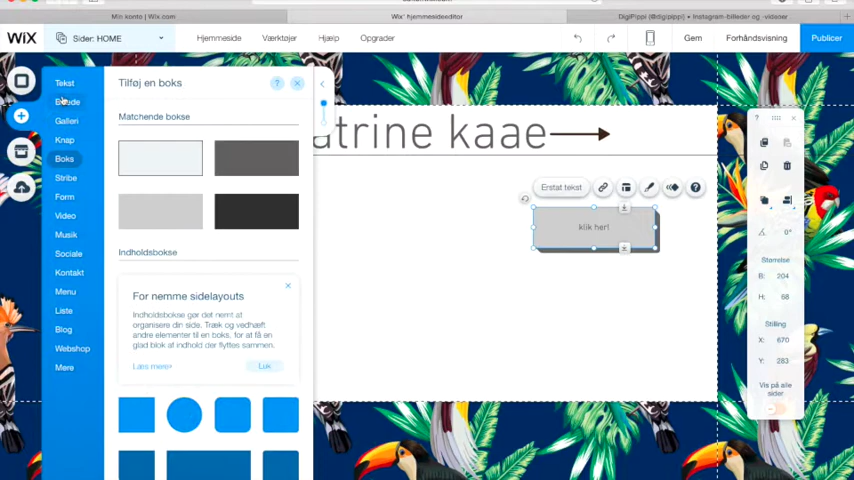 Min konto | Wix.com
Wix' hjemmesideeditor
DigiPippi (@digipippi) • Instagram-billeder og -videoer
WiX
Sider: HOME
Hjemmeside
Værktøjer
Hjælp
Opgrader
Gem
Forhåndsvisning
Publicer
Tekst
Billede
Galleri
Knap
Boks
Stribe
Form
Video
Musik
Sociale
Kontakt
Menu
Liste
Blog
Webshop
Mere
Tilføj en boks
?
Matchende bokse
Indholdsbokse
For nemme sidelayouts
Indholdsbokse gør det nemt at
organisere din side. Træk og vedhæft
andre elementer til en boks, for at få en
glad blok af indhold der flyttes sammen.
Læs mere>
Luk
atrine kaae
Erstat tekst
?
klik her!
?
0°
Størrelse
B: 204
H: 68
Stilling
X: 670
Y: 283
Vis på alle
sider